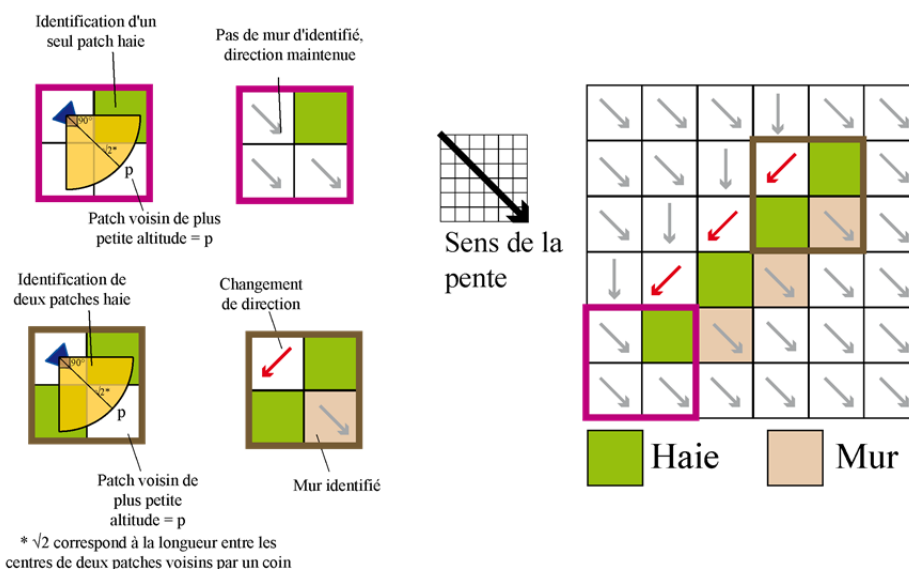 Identification d'un
seul patch haie
Pas de mur d'identifié,
direction maintenue
90°
√2*
p
Patch voisin de plus
petite altitude = p
Sens de la
pente
Identification de
deux patches haie
Changement
de direction
90°
√2*
p
Patch voisin de
plus petite
altitude = p
Mur identifié
Haie
Mur
* √2 correspond à la longueur entre les
centres de deux patches voisins par un coin